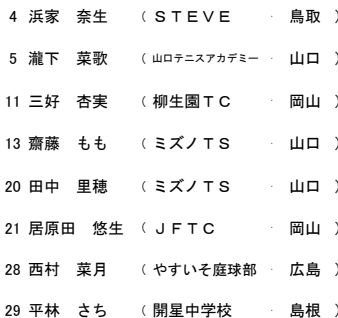 4 浜家 奈生 （ＳＴＥＶＥ ・ 鳥取 ）
5 瀧下 菜歌 （山口テニスアカデミー ・ 山口 ）
11 三好 杏実 （柳生園ＴＣ ・ 岡山 ）
13 齋藤 もも （ミズノＴＳ ・ 山口 ）
20 田中 里穂 （ミズノＴＳ ・ 山口 ）
21 居原田 悠生 （ＪＦＴＣ ・ 岡山 ）
28 西村 菜月 （やすいそ庭球部 ・ 広島 ）
29 平林 さち （開星中学校 ・ 島根 ）